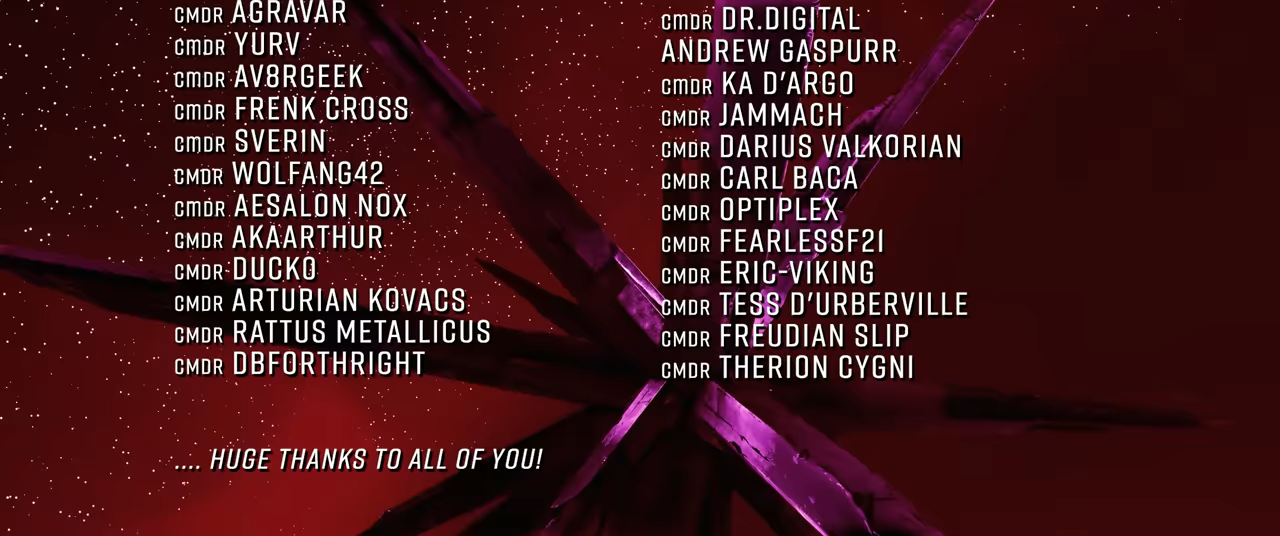 CMDR AGRAVAR
CMDR YURV
CMDR AV8RGEEK
CMDR FRENK CROSS
CMDR SVERIN
CMDR WOLFANG42
CMDR AESALON NOX
CMDR AKAARTHUR
CMDR DUCK0
CMDR ARTURIAN KOVACS
CMDR RATTUS METALLICUS
CMDR DBFORTHRIGHT
.... HUGE THANKS TO ALL OF YOU!
CMDR DR.DIGITAL
ANDREW GASPURR
CMDR KA D'ARGO
CMDR JAMMACH
CMDR DARIUS VALKORIAN
CMDR CARL BACA
CMDR OPTIPLEX
CMDR FEARLESSF21
CMDR ERIC-VIKING
CMDR TESS D'URBERVILLE
CMDR FREUDIAN SLIP
CMDR THERION CYGNI